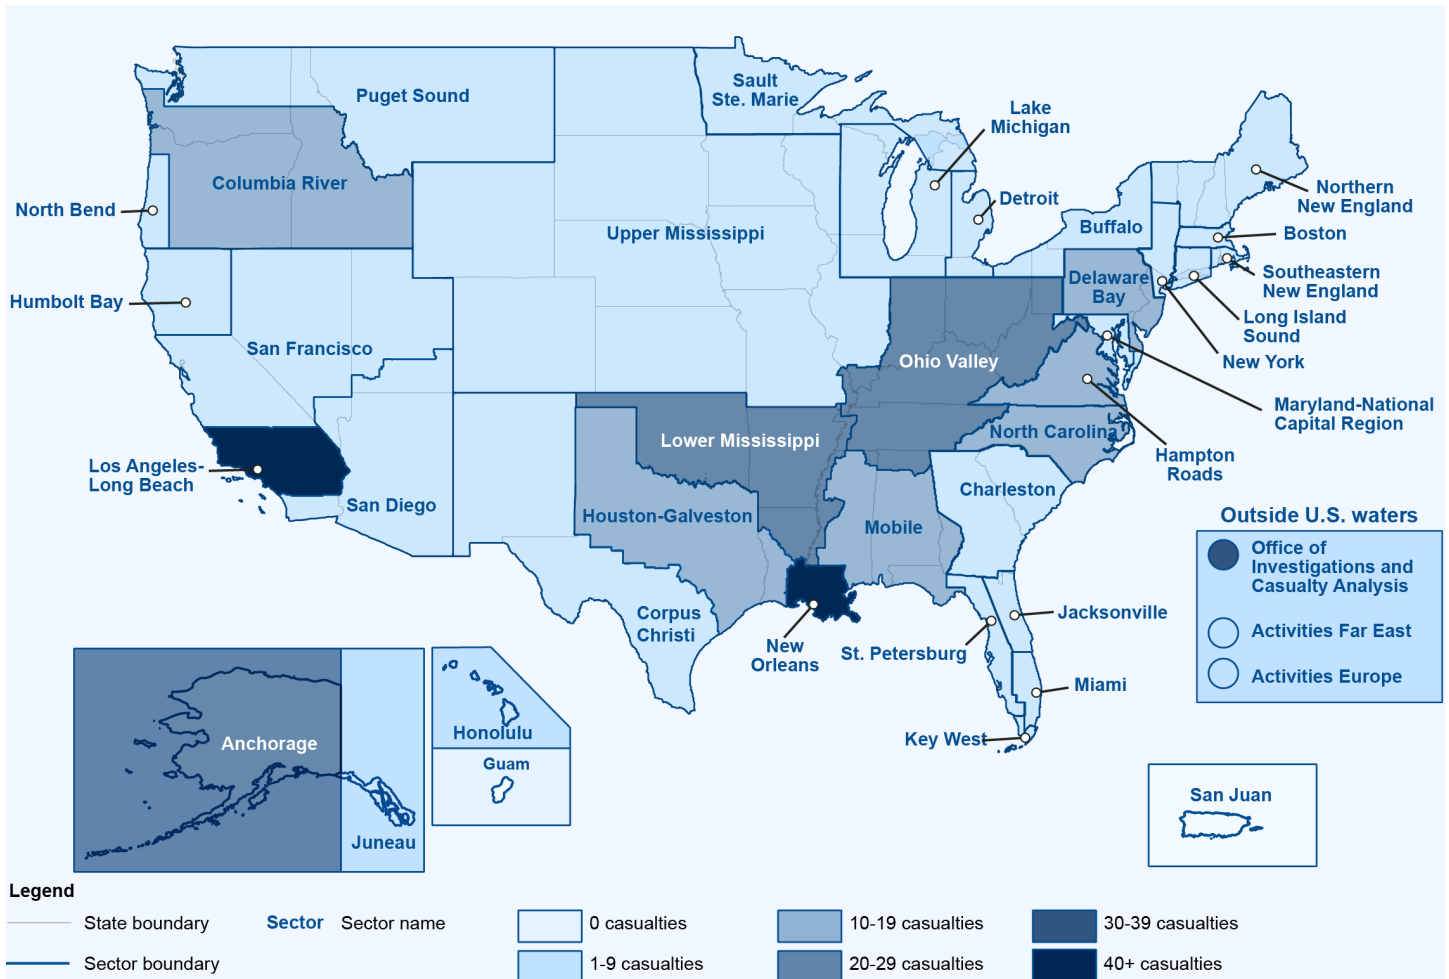 Puget Sound
Sault
Ste. Marie
Lake
Michigan
Columbia River
North Bend
Detroit
Northern
New England
Upper Mississippi
Buffalo
Boston
Humbolt Bay
Delaware
Bay
Southeastern
New England
Long Island
Sound
San Francisco
Ohio Valley
New York
Maryland-National
Capital Region
Lower Mississippi
North Carolina
Hampton
Roads
Los Angeles-
Long Beach
San Diego
Houston-Galveston
Charleston
Mobile
Outside U.S. waters
Office of
Investigations and
Casualty Analysis
Activities Far East
Activities Europe
Corpus
Christi
New
Orleans
St. Petersburg
Jacksonville
Miami
Key West
Anchorage
Juneau
Honolulu
Guam
San Juan
Legend
State boundary
Sector Sector name
0 casualties
10-19 casualties
30-39 casualties
Sector boundary
1-9 casualties
20-29 casualties
40+ casualties